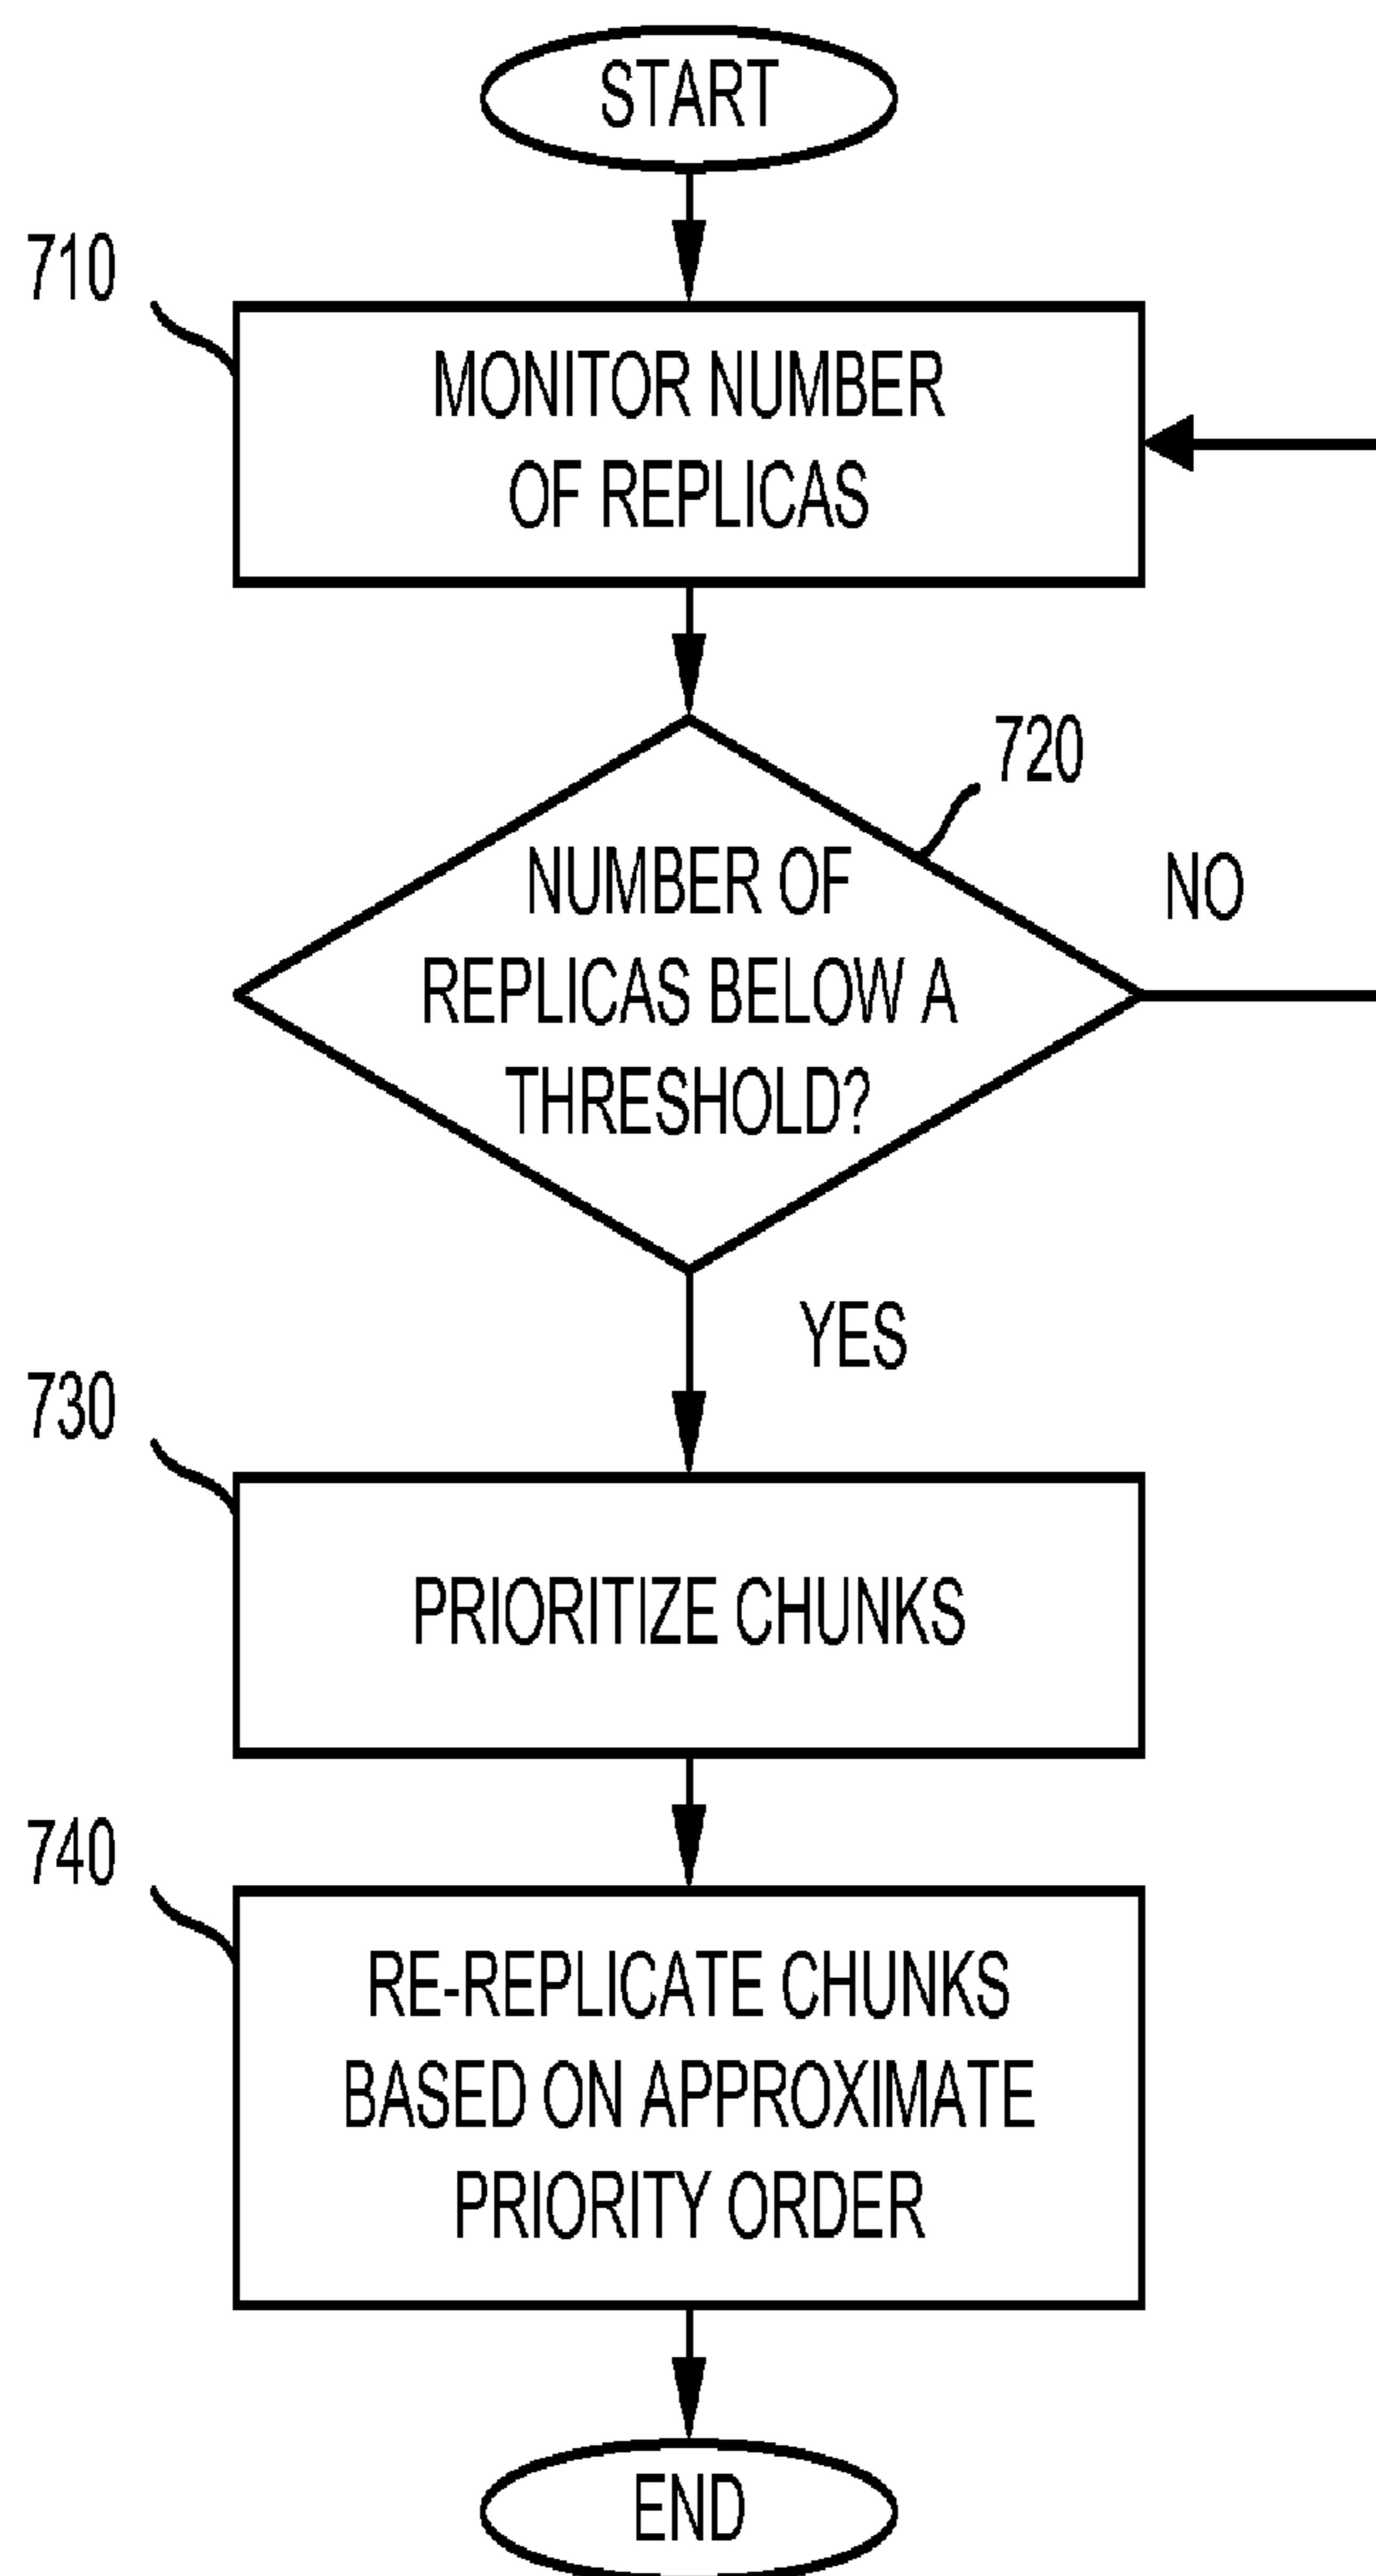 START
710
MONITOR NUMBER
OF REPLICAS
720
NUMBER OF
REPLICAS BELOW A
THRESHOLD?
NO
YES
730
PRIORITIZE CHUNKS
740
RE-REPLICATE CHUNKS
BASED ON APPROXIMATE
PRIORITY ORDER
END